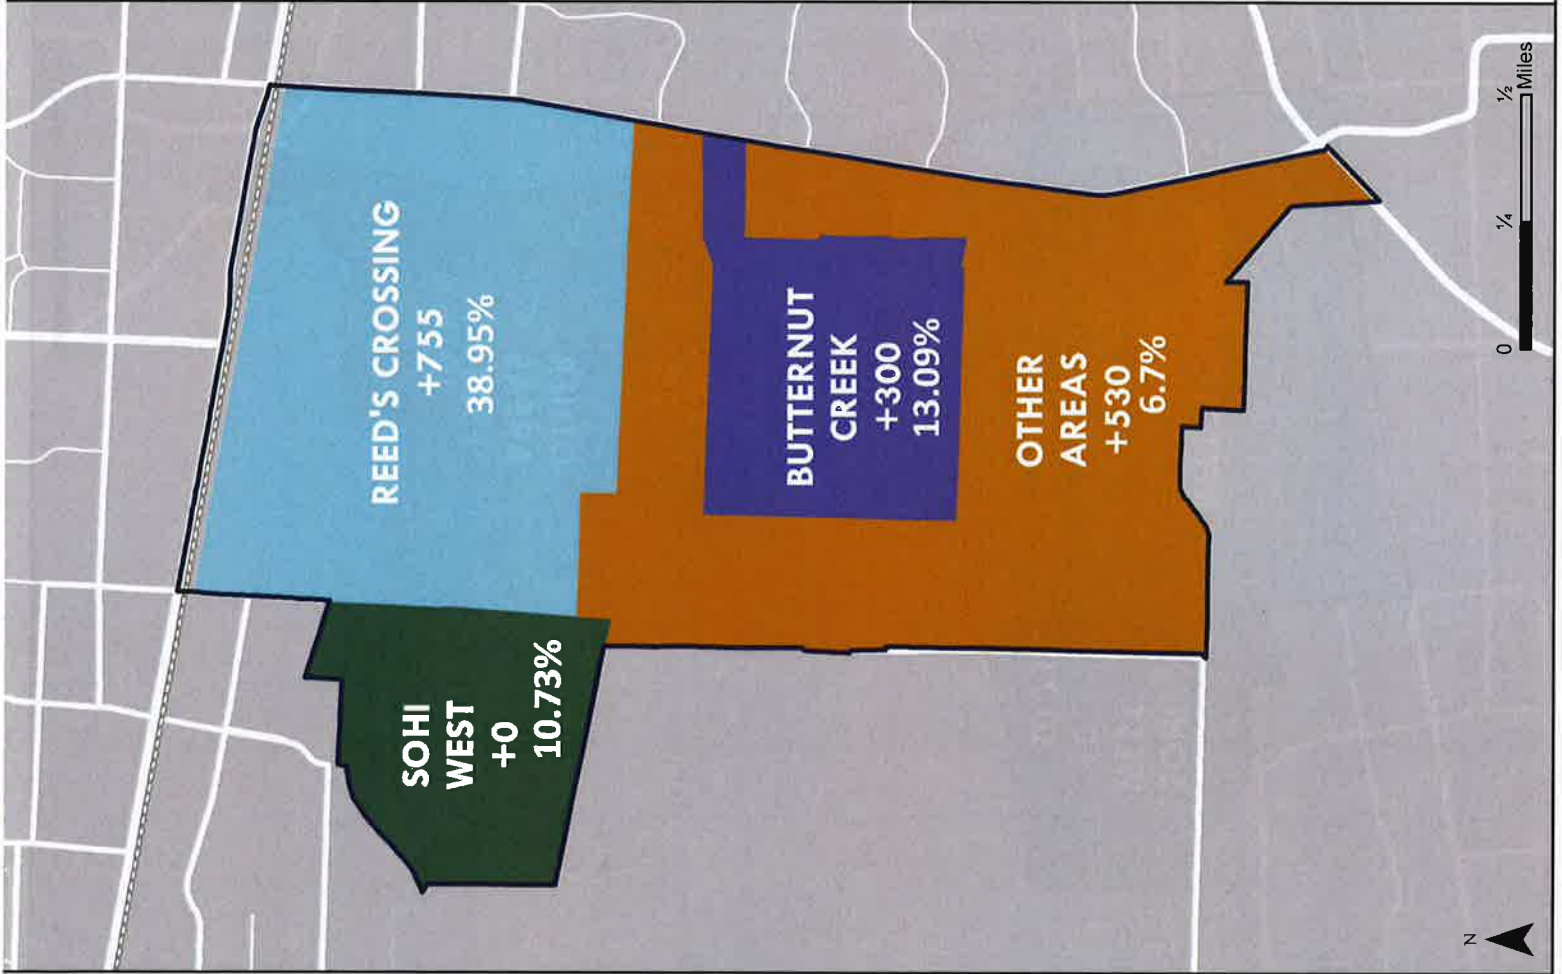 REED'S CROSSING
+755
38.95%
SOHI
WEST
+0
10.73%
BUTTERNUT
CREEK
+300
13.09%
OTHER
AREAS
+530
6.7%
N
0 ¼ ½
Miles